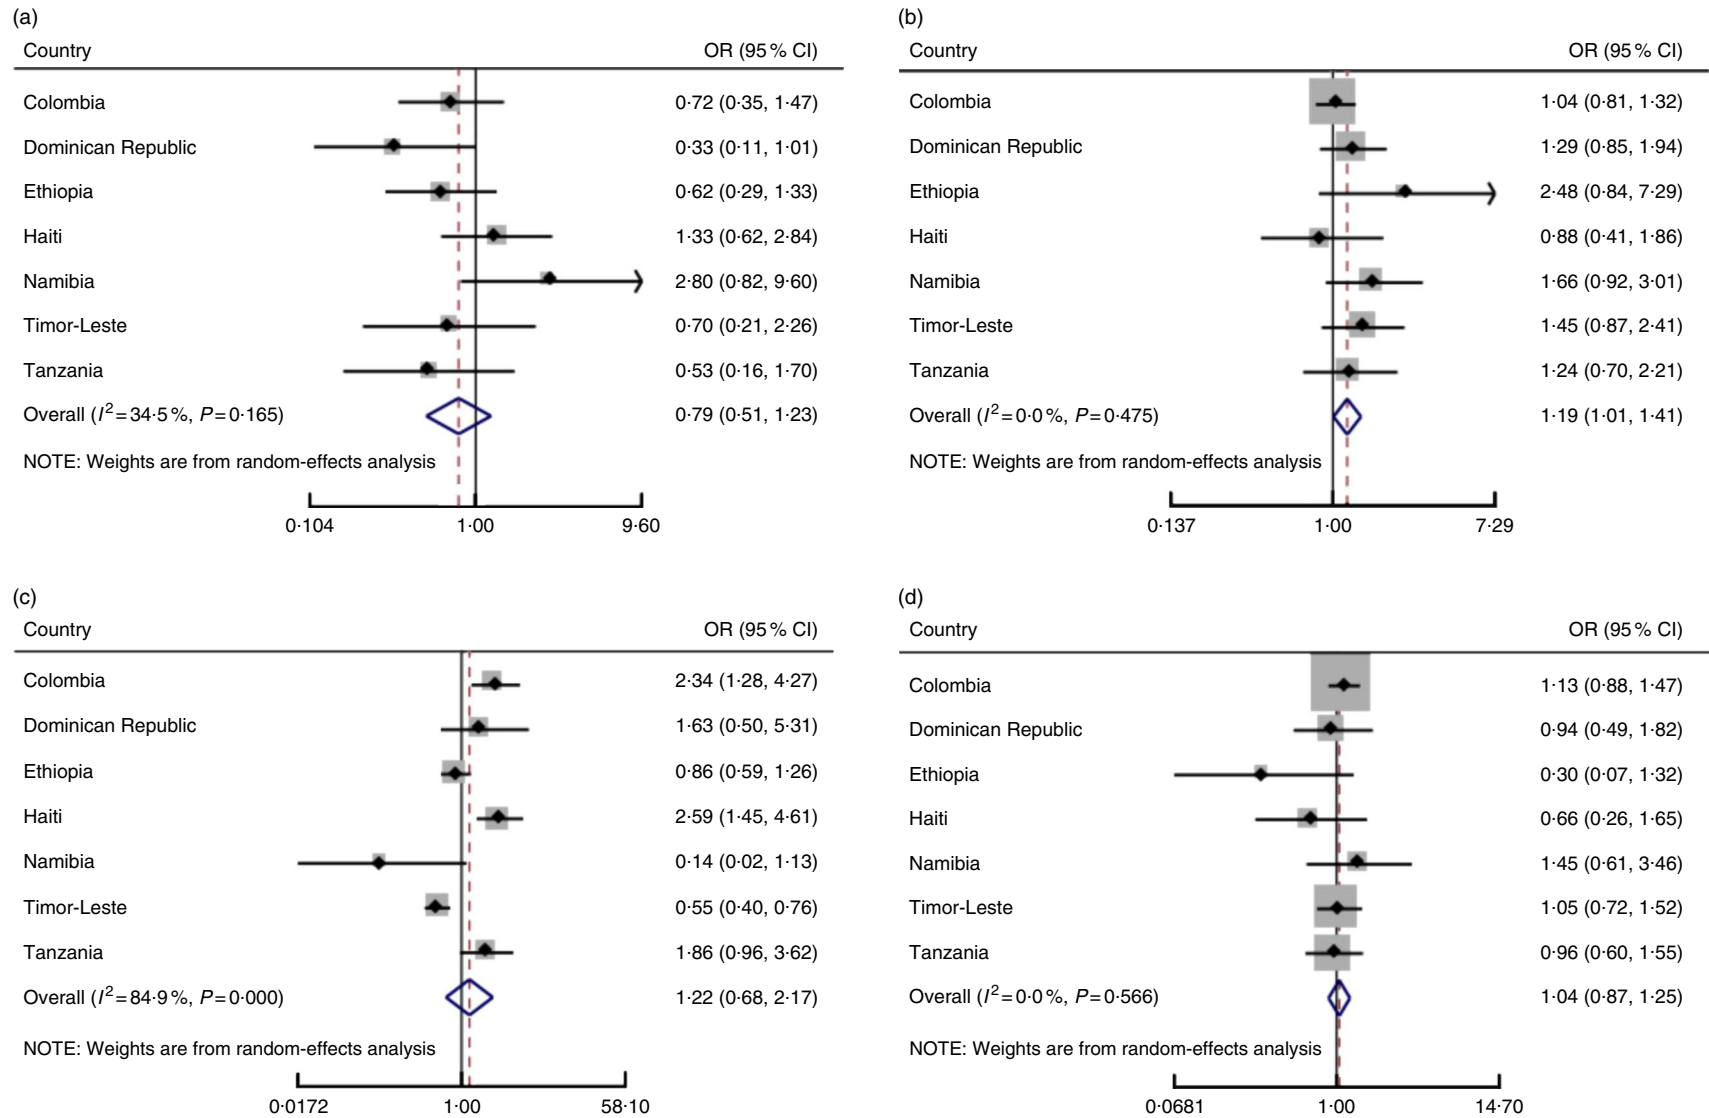 (a)
Country OR (95 % CI)
Colombia 0·72 (0·35, 1·47)
Dominican Republic 0·33 (0·11, 1·01)
Ethiopia 0·62 (0·29, 1·33)
Haiti 1·33 (0·62, 2·84)
Namibia 2·80 (0·82, 9·60)
Timor-Leste 0·70 (0·21, 2·26)
Tanzania 0·53 (0·16, 1·70)
Overall (I²=34·5 %, P=0·165) 0·79 (0·51, 1·23)
NOTE: Weights are from random-effects analysis
0·104 1·00 9·60
(b)
Country OR (95 % CI)
Colombia 1·04 (0·81, 1·32)
Dominican Republic 1·29 (0·85, 1·94)
Ethiopia 2·48 (0·84, 7·29)
Haiti 0·88 (0·41, 1·86)
Namibia 1·66 (0·92, 3·01)
Timor-Leste 1·45 (0·87, 2·41)
Tanzania 1·24 (0·70, 2·21)
Overall (I²=0·0 %, P=0·475) 1·19 (1·01, 1·41)
NOTE: Weights are from random-effects analysis
0·137 1·00 7·29
(c)
Country OR (95 % CI)
Colombia 2·34 (1·28, 4·27)
Dominican Republic 1·63 (0·50, 5·31)
Ethiopia 0·86 (0·59, 1·26)
Haiti 2·59 (1·45, 4·61)
Namibia 0·14 (0·02, 1·13)
Timor-Leste 0·55 (0·40, 0·76)
Tanzania 1·86 (0·96, 3·62)
Overall (I²=84·9 %, P=0·000) 1·22 (0·68, 2·17)
NOTE: Weights are from random-effects analysis
0·0172 1·00 58·10
(d)
Country OR (95 % CI)
Colombia 1·13 (0·88, 1·47)
Dominican Republic 0·94 (0·49, 1·82)
Ethiopia 0·30 (0·07, 1·32)
Haiti 0·66 (0·26, 1·65)
Namibia 1·45 (0·61, 3·46)
Timor-Leste 1·05 (0·72, 1·52)
Tanzania 0·96 (0·60, 1·55)
Overall (I²=0·0 %, P=0·566) 1·04 (0·87, 1·25)
NOTE: Weights are from random-effects analysis
0·0681 1·00 14·70